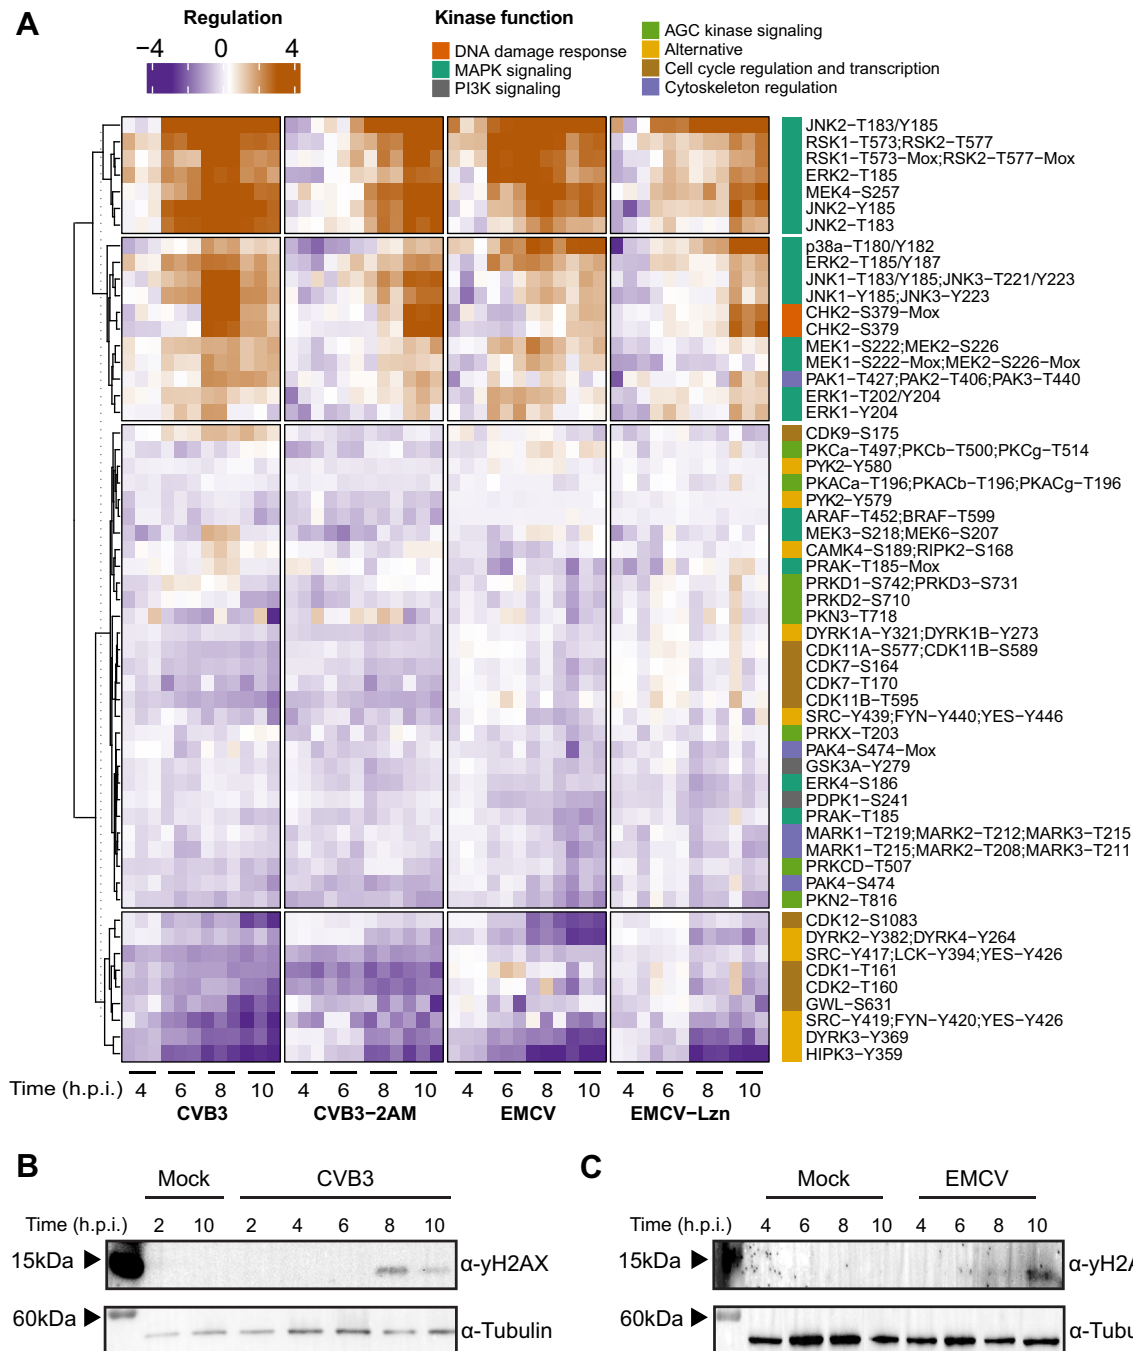 A
Regulation
−4 0 4
Kinase function
DNA damage response
MAPK signaling
PI3K signaling
AGC kinase signaling
Alternative
Cell cycle regulation and transcription
Cytoskeleton regulation
JNK2−T183/Y185
RSK1−T573;RSK2−T577
RSK1−T573−Mox;RSK2−T577−Mox
ERK2−T185
MEK4−S257
JNK2−Y185
JNK2−T183
p38a−T180/Y182
ERK2−T185/Y187
JNK1−T183/Y185;JNK3−T221/Y223
JNK1−Y185;JNK3−Y223
CHK2−S379−Mox
CHK2−S379
MEK1−S222;MEK2−S226
MEK1−S222−Mox;MEK2−S226−Mox
PAK1−T427;PAK2−T406;PAK3−T440
ERK1−T202/Y204
ERK1−Y204
CDK9−S175
PKCa−T497;PKCb−T500;PKCg−T514
PYK2−Y580
PKACa−T196;PKACb−T196;PKACg−T196
PYK2−Y579
ARAF−T452;BRAF−T599
MEK3−S218;MEK6−S207
CAMK4−S189;RIPK2−S168
PRAK−T185−Mox
PRKD1−S742;PRKD3−S731
PRKD2−S710
PKN3−T718
DYRK1A−Y321;DYRK1B−Y273
CDK11A−S577;CDK11B−S589
CDK7−S164
CDK7−T170
CDK11B−T595
SRC−Y439;FYN−Y440;YES−Y446
PRKX−T203
PAK4−S474−Mox
GSK3A−Y279
ERK4−S186
PDPK1−S241
PRAK−T185
MARK1−T219;MARK2−T212;MARK3−T215
MARK1−T215;MARK2−T208;MARK3−T211
PRKCD−T507
PAK4−S474
PKN2−T816
CDK12−S1083
DYRK2−Y382;DYRK4−Y264
SRC−Y417;LCK−Y394;YES−Y426
CDK1−T161
CDK2−T160
GWL−S631
SRC−Y419;FYN−Y420;YES−Y426
DYRK3−Y369
HIPK3−Y359
Time (h.p.i.) 4 6 8 10 4 6 8 10 4 6 8 10 4 6 8 10
CVB3 CVB3−2AM EMCV EMCV−Lzn
B
Mock CVB3
Time (h.p.i.) 2 10 2 4 6 8 10
15kDa α-yH2AX
60kDa α-Tubulin
C
Mock EMCV
Time (h.p.i.) 4 6 8 10 4 6 8 10
15kDa α-yH2A
60kDa α-Tubu